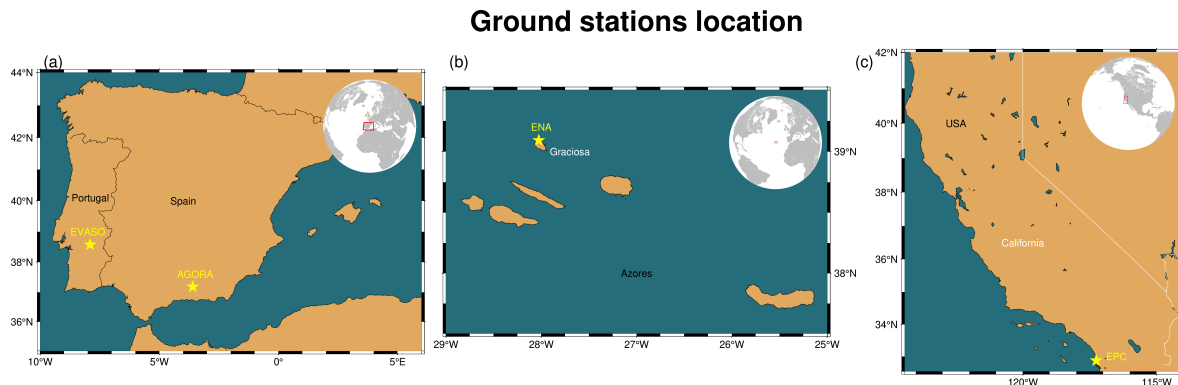 Ground stations location
(a)
44°N
42°N
40°N
38°N
36°N
10°W
5°W
0°
5°E
Portugal
Spain
EVASO
AGORA
(b)
ENA
Graciosa
Azores
39°N
38°N
29°W
28°W
27°W
26°W
25°W
(c)
42°N
40°N
38°N
36°N
34°N
USA
California
EPC
120°W
115°W